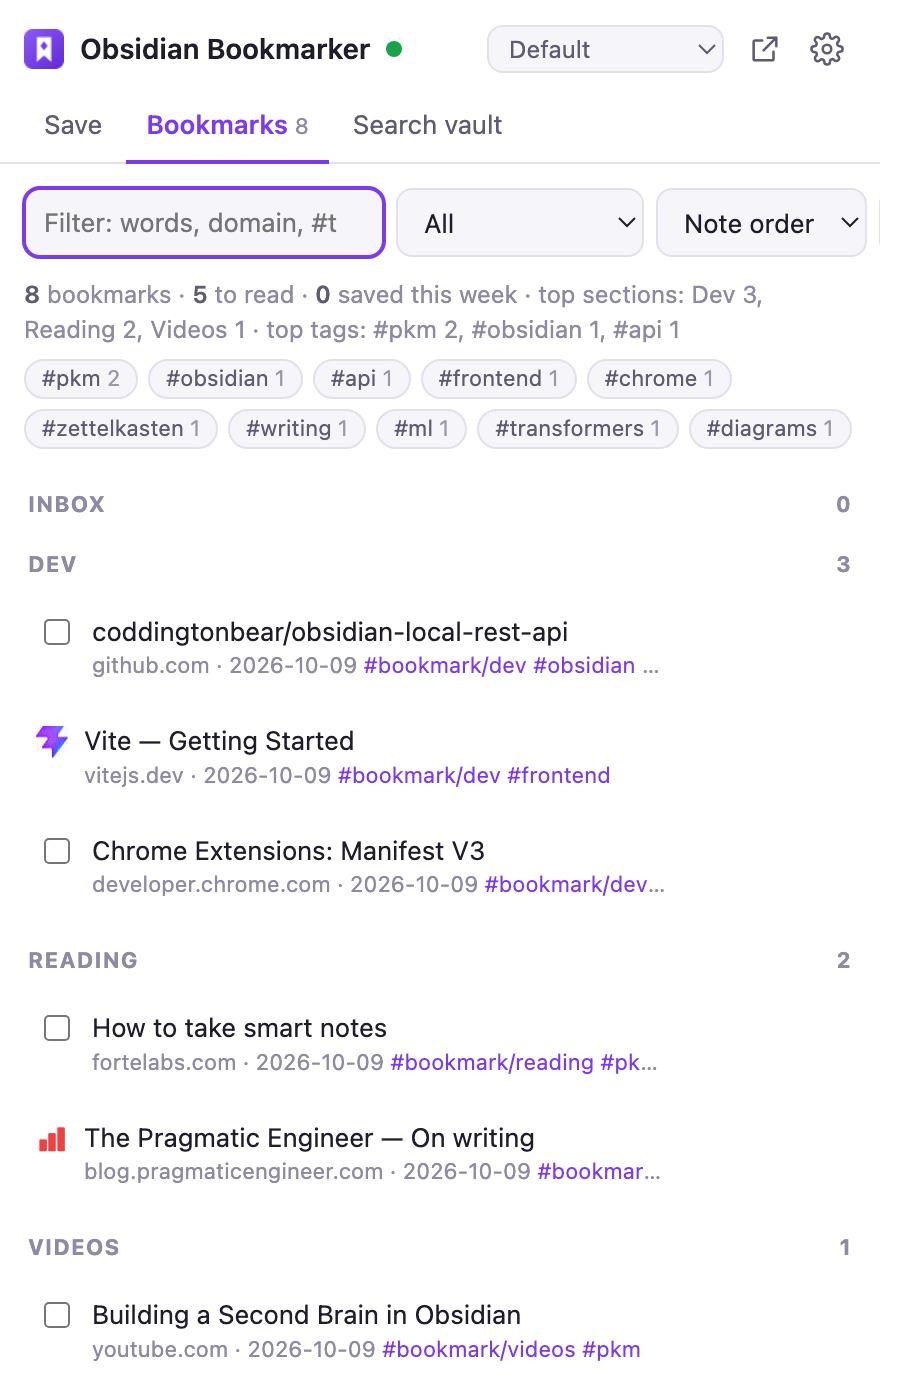 Obsidian Bookmarker
Default
Save
Bookmarks 8
Search vault
Filter: words, domain, #t
All
Note order
8 bookmarks · 5 to read · 0 saved this week · top sections: Dev 3,
Reading 2, Videos 1 · top tags: #pkm 2, #obsidian 1, #api 1
#pkm 2
#obsidian 1
#api 1
#frontend 1
#chrome 1
#zettelkasten 1
#writing 1
#ml 1
#transformers 1
#diagrams 1
INBOX 0
DEV 3
coddingtonbear/obsidian-local-rest-api
github.com · 2026-10-09 #bookmark/dev #obsidian ...
Vite — Getting Started
vitejs.dev · 2026-10-09 #bookmark/dev #frontend
Chrome Extensions: Manifest V3
developer.chrome.com · 2026-10-09 #bookmark/dev...
READING 2
How to take smart notes
fortelabs.com · 2026-10-09 #bookmark/reading #pk...
The Pragmatic Engineer — On writing
blog.pragmaticengineer.com · 2026-10-09 #bookmar...
VIDEOS 1
Building a Second Brain in Obsidian
youtube.com · 2026-10-09 #bookmark/videos #pkm